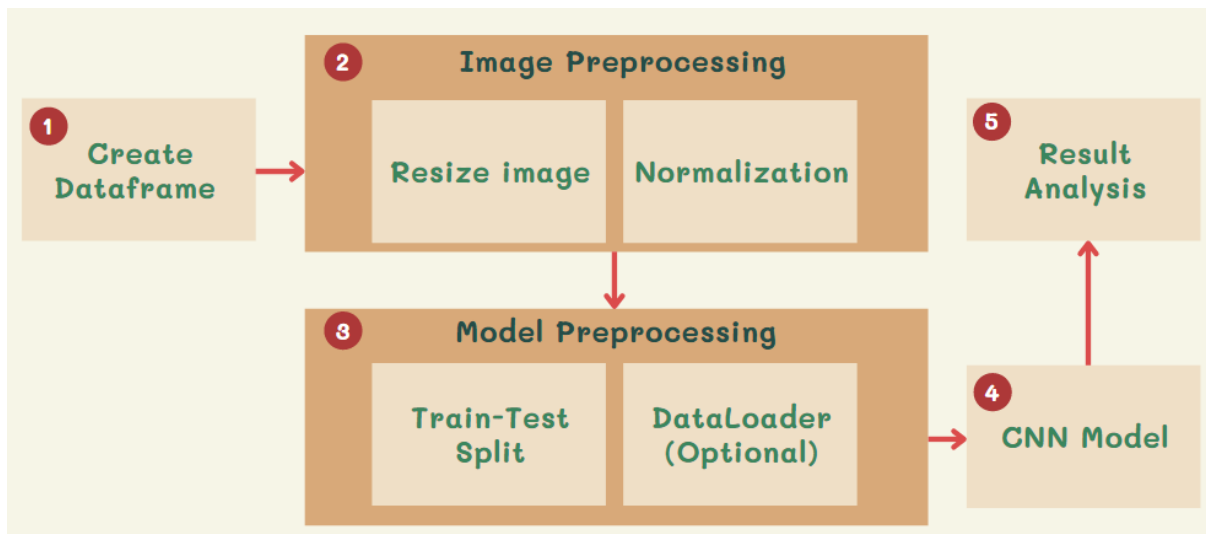 1
Create
Dataframe
2
Image Preprocessing
Resize image
Normalization
3
Model Preprocessing
Train-Test
Split
DataLoader
(Optional)
4
CNN Model
5
Result
Analysis